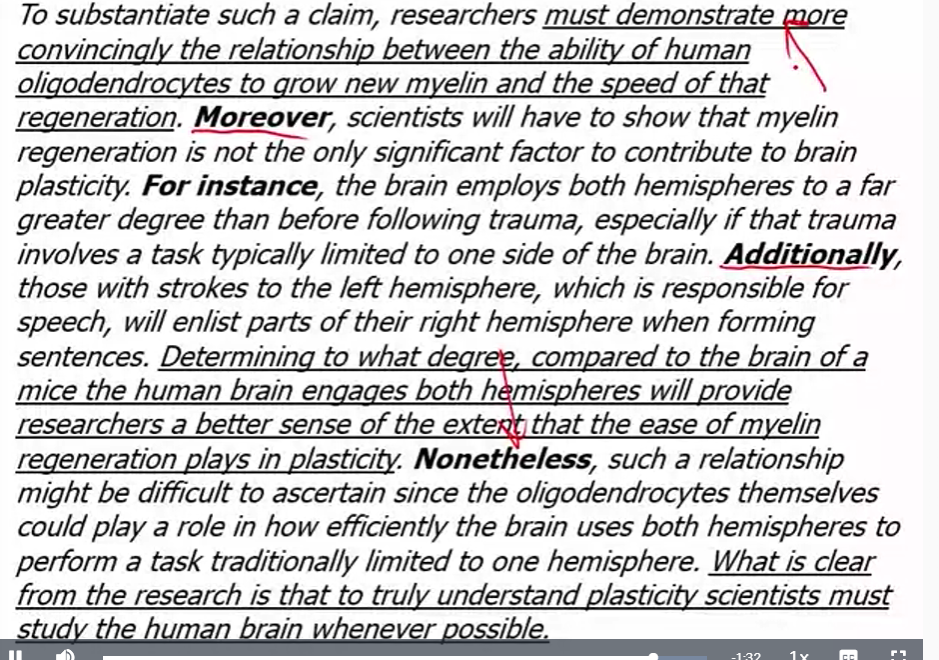 To substantiate such a claim, researchers must demonstrate more
convincingly the relationship between the ability of human
oligodendrocytes to grow new myelin and the speed of that
regeneration. Moreover, scientists will have to show that myelin
regeneration is not the only significant factor to contribute to brain
plasticity. For instance, the brain employs both hemispheres to a far
greater degree than before following trauma, especially if that trauma
involves a task typically limited to one side of the brain. Additionally,
those with strokes to the left hemisphere, which is responsible for
speech, will enlist parts of their right hemisphere when forming
sentences. Determining to what degree, compared to the brain of a
mice the human brain engages both hemispheres will provide
researchers a better sense of the extent that the ease of myelin
regeneration plays in plasticity. Nonetheless, such a relationship
might be difficult to ascertain since the oligodendrocytes themselves
could play a role in how efficiently the brain uses both hemispheres to
perform a task traditionally limited to one hemisphere. What is clear
from the research is that to truly understand plasticity scientists must
study the human brain whenever possible.
-1:32 1x CC